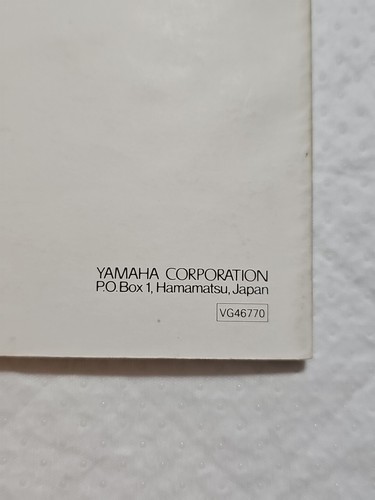 YAMAHA CORPORATION
P.O.Box 1, Hamamatsu, Japan
VG46770